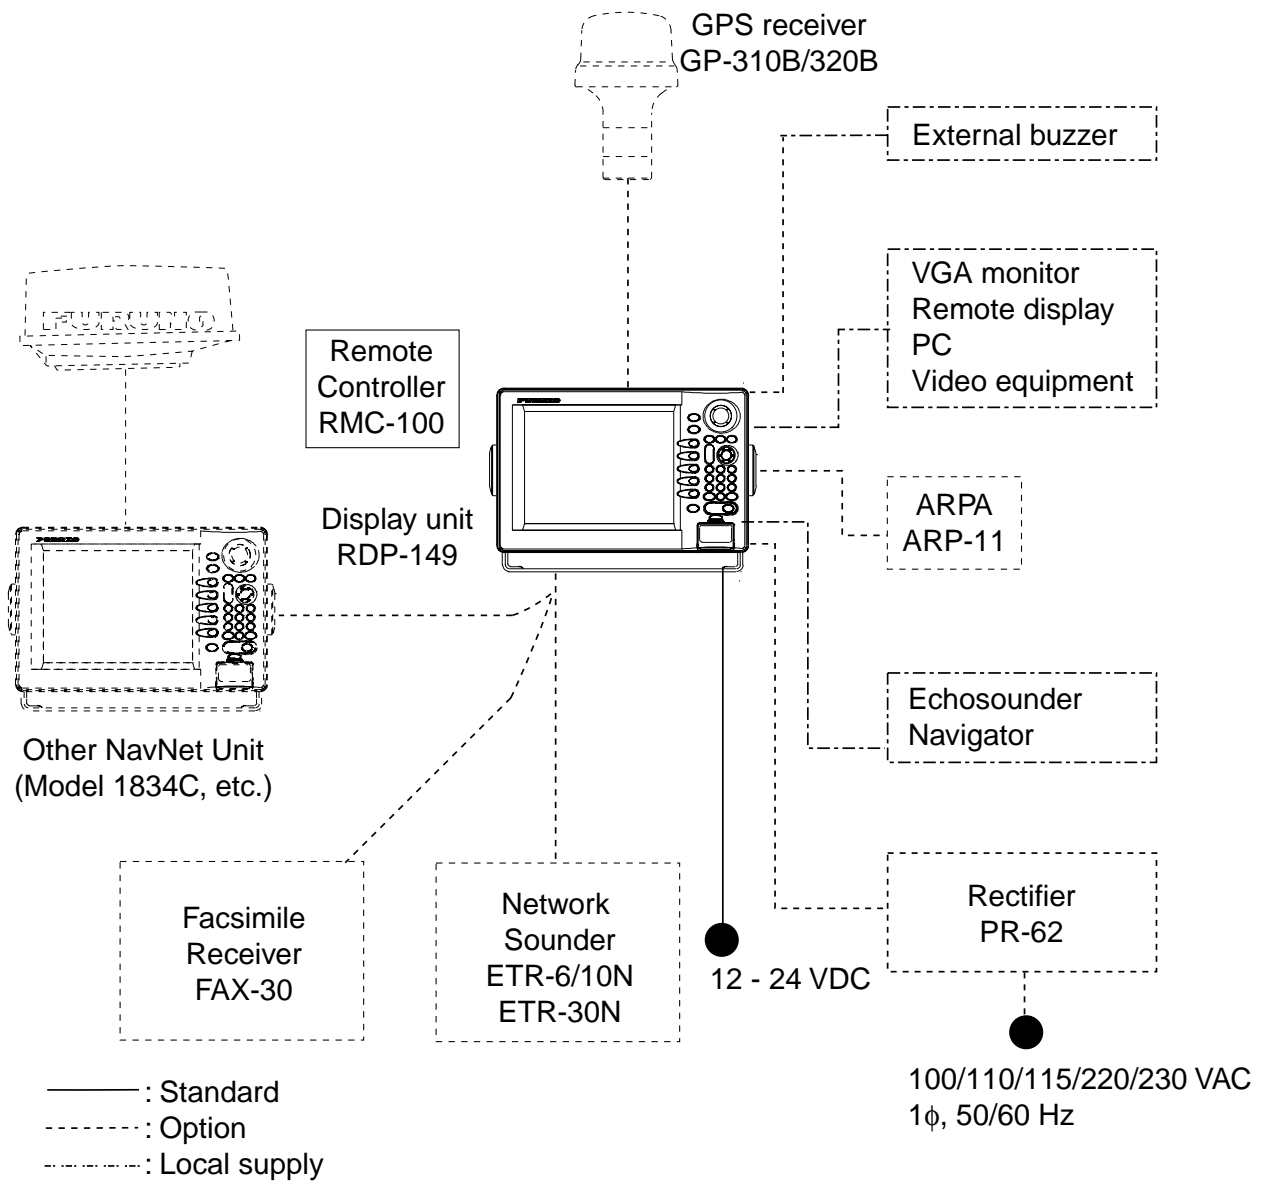 GPS receiver
GP-310B/320B
External buzzer
VGA monitor
Remote display
PC
Video equipment
FURUNO
Remote
Controller
RMC-100
FURUNO
ARPA
ARP-11
Display unit
RDP-149
FURUNO
Echosounder
Navigator
Other NavNet Unit
(Model 1834C, etc.)
Facsimile
Receiver
FAX-30
Network
Sounder
ETR-6/10N
ETR-30N
12 - 24 VDC
Rectifier
PR-62
100/110/115/220/230 VAC
1ϕ, 50/60 Hz
: Standard
: Option
: Local supply